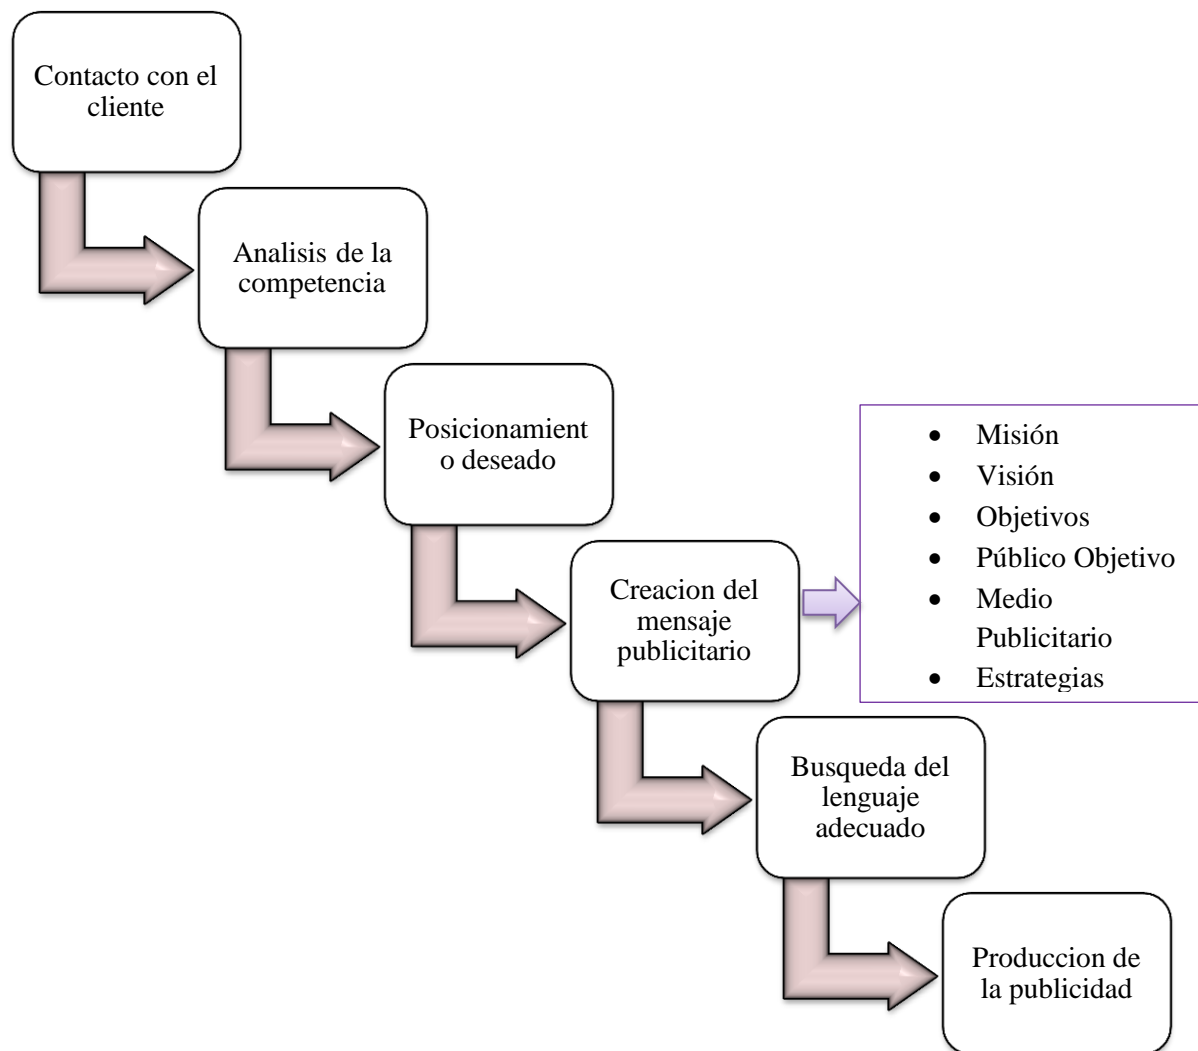 Contacto con el
cliente
Analisis de la
competencia
Posicionamient
o deseado
Creacion del
mensaje
publicitario
• Misión
• Visión
• Objetivos
• Público Objetivo
• Medio
Publicitario
• Estrategias
Busqueda del
lenguaje
adecuado
Produccion de
la publicidad